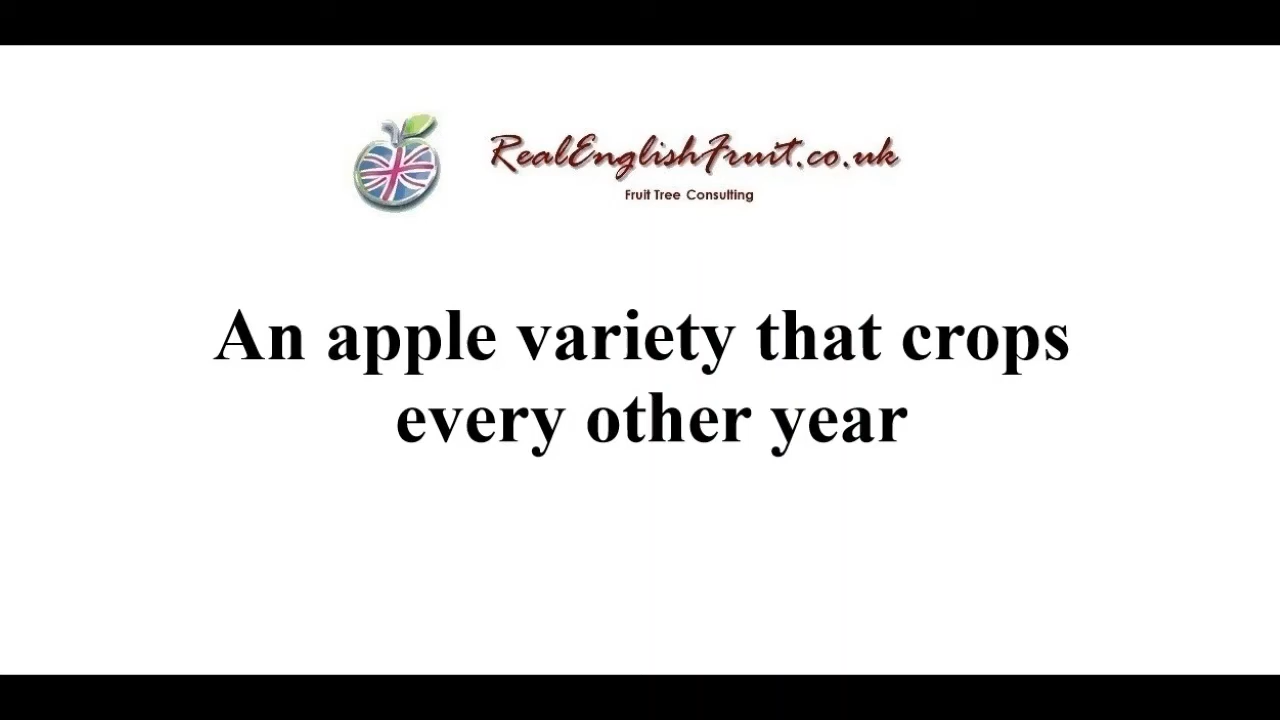 RealEnglishFruit.co.uk
Fruit Tree Consulting
An apple variety that crops
every other year